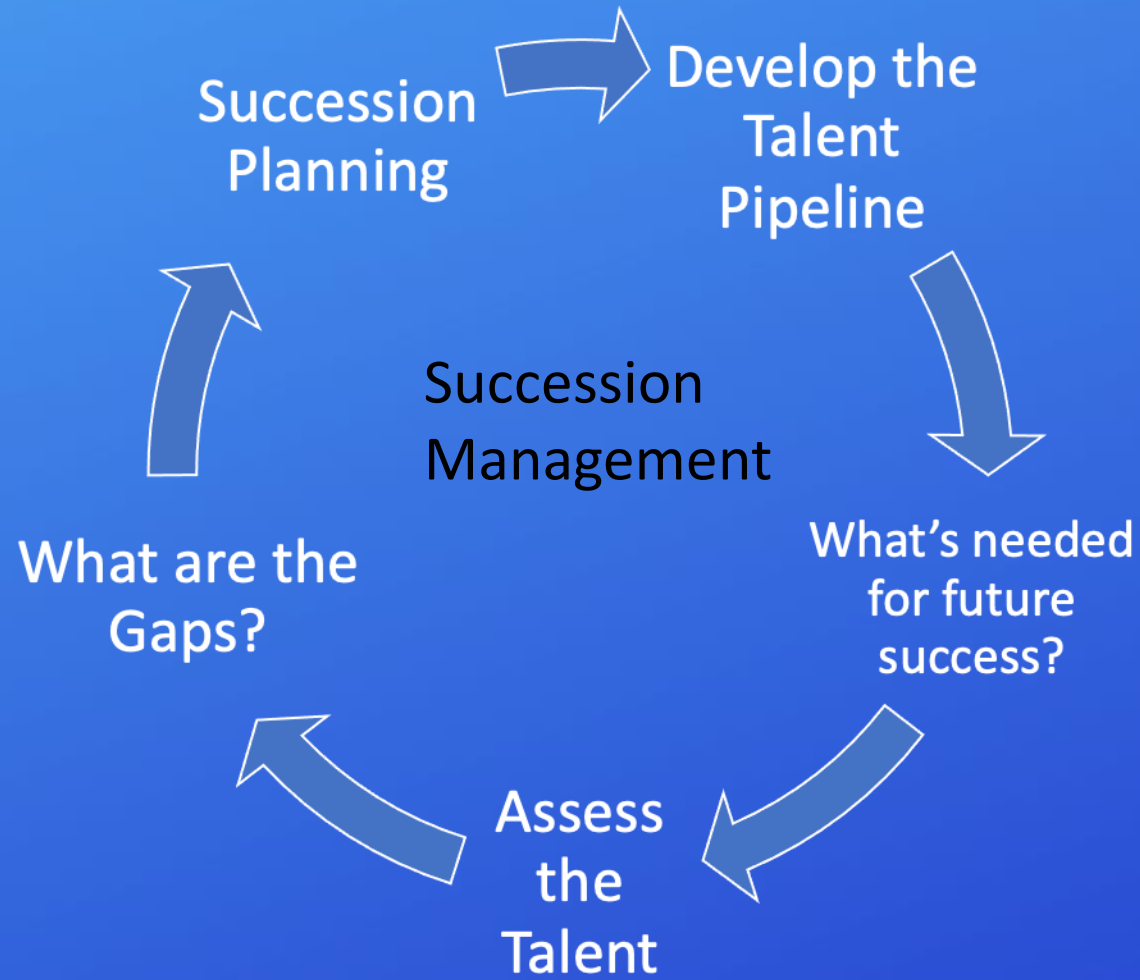 Succession
Planning
Develop the
Talent
Pipeline
Succession
Management
What are the
Gaps?
What’s needed
for future
success?
Assess
the
Talent